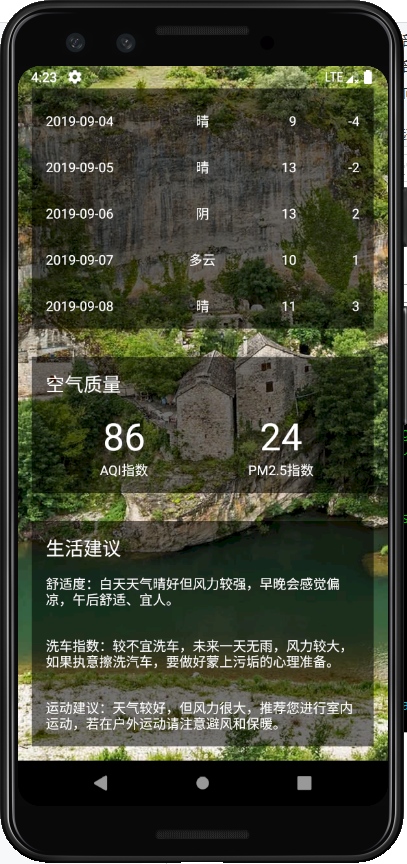 4:23 LTE
2019-09-04 晴 9 -4
2019-09-05 晴 13 -2
2019-09-06 阴 13 2
2019-09-07 多云 10 1
2019-09-08 晴 11 3
空气质量
86 24
AQI指数 PM2.5指数
生活建议
舒适度：白天天气晴好但风力较强，早晚会感觉偏
凉，午后舒适、宜人。
洗车指数：较不宜洗车，未来一天无雨，风力较大，
如果执意擦洗汽车，要做好蒙上污垢的心理准备。
运动建议：天气较好，但风力很大，推荐您进行室内
运动，若在户外运动请注意避风和保暖。